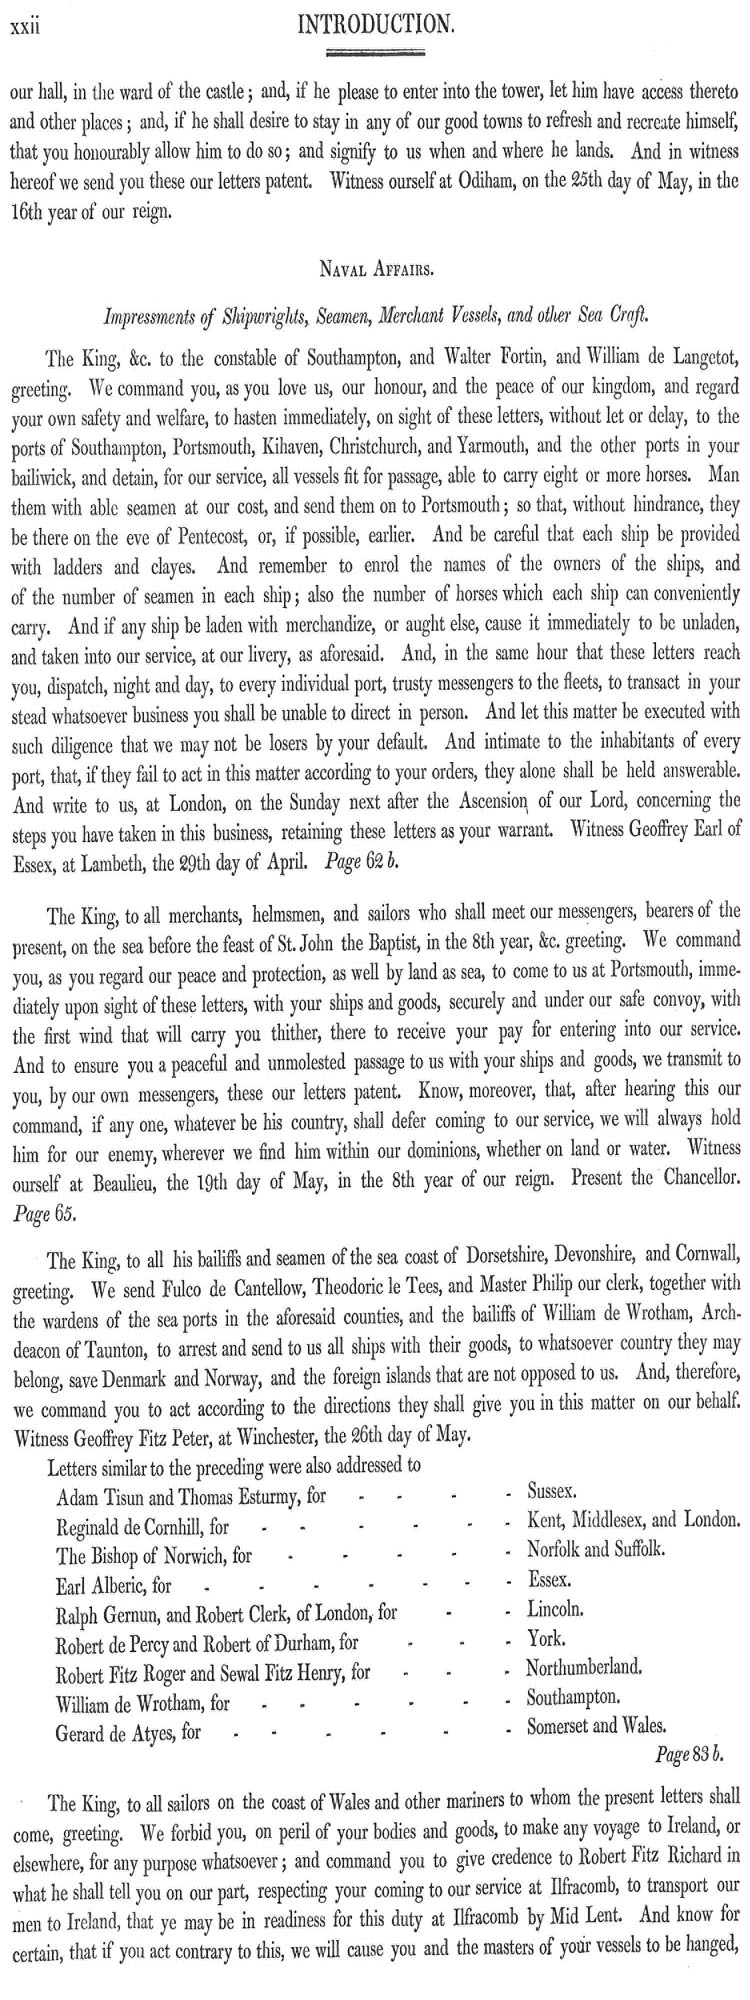 xxii
INTRODUCTION.
our hall, in the ward of the castle; and, if he please to enter into the tower, let him have access thereto
and other places; and, if he shall desire to stay in any of our good towns to refresh and recreate himself,
that you honourably allow him to do so; and signify to us when and where he lands. And in witness
hereof we send you these our letters patent. Witness ourself at Odiham, on the 25th day of May, in the
16th year of our reign.
NAVAL AFFAIRS.
Impressments of Shipwrights, Seamen, Merchant Vessels, and other Sea Craft.
The King, &c. to the constable of Southampton, and Walter Fortin, and William de Langetot,
greeting. We command you, as you love us, our honour, and the peace of our kingdom, and regard
your own safety and welfare, to hasten immediately, on sight of these letters, without let or delay, to the
ports of Southampton, Portsmouth, Kihaven, Christchurch, and Yarmouth, and the other ports in your
bailiwick, and detain, for our service, all vessels fit for passage, able to carry eight or more horses. Man
them with able seamen at our cost, and send them on to Portsmouth; so that, without hindrance, they
be there on the eve of Pentecost, or, if possible, earlier. And be careful that each ship be provided
with ladders and clayes. And remember to enrol the names of the owners of the ships, and
of the number of seamen in each ship; also the number of horses which each ship can conveniently
carry. And if any ship be laden with merchandize, or aught else, cause it immediately to be unladen,
and taken into our service, at our livery, as aforesaid. And, in the same hour that these letters reach
you, dispatch, night and day, to every individual port, trusty messengers to the fleets, to transact in your
stead whatsoever business you shall be unable to direct in person. And let this matter be executed with
such diligence that we may not be losers by your default. And intimate to the inhabitants of every
port, that, if they fail to act in this matter according to your orders, they alone shall be held answerable.
And write to us, at London, on the Sunday next after the Ascension of our Lord, concerning the
steps you have taken in this business, retaining these letters as your warrant. Witness Geoffrey Earl of
Essex, at Lambeth, the 29th day of April. Page 62 b.
The King, to all merchants, helmsmen, and sailors who shall meet our messengers, bearers of the
present, on the sea before the feast of St. John the Baptist, in the 8th year, &c. greeting. We command
you, as you regard our peace and protection, as well by land as sea, to come to us at Portsmouth, imme-
diately upon sight of these letters, with your ships and goods, securely and under our safe convoy, with
the first wind that will carry you thither, there to receive your pay for entering into our service.
And to ensure you a peaceful and unmolested passage to us with your ships and goods, we transmit to
you, by our own messengers, these our letters patent. Know, moreover, that, after hearing this our
command, if any one, whatever be his country, shall defer coming to our service, we will always hold
him for our enemy, wherever we find him within our dominions, whether on land or water. Witness
ourself at Beaulieu, the 19th day of May, in the 8th year of our reign. Present the Chancellor.
Page 65.
The King, to all his bailiffs and seamen of the sea coast of Dorsetshire, Devonshire, and Cornwall,
greeting. We send Fulco de Cantellow, Theodoric le Tees, and Master Philip our clerk, together with
the wardens of the sea ports in the aforesaid counties, and the bailiffs of William de Wrotham, Arch-
deacon of Taunton, to arrest and send to us all ships with their goods, to whatsoever country they may
belong, save Denmark and Norway, and the foreign islands that are not opposed to us. And, therefore,
we command you to act according to the directions they shall give you in this matter on our behalf.
Witness Geoffrey Fitz Peter, at Winchester, the 26th day of May.
Letters similar to the preceding were also addressed to
Adam Tisun and Thomas Esturmy, for - - - - Sussex.
Reginald de Cornhill, for - - - - - - Kent, Middlesex, and London.
The Bishop of Norwich, for - - - - - Norfolk and Suffolk.
Earl Alberic, for - - - - - - - Essex.
Ralph Gernun, and Robert Clerk, of London, for - - Lincoln.
Robert de Percy and Robert of Durham, for - - - York.
Robert Fitz Roger and Sewal Fitz Henry, for - - - Northumberland.
William de Wrotham, for - - - - - - Southampton.
Gerard de Atyes, for - - - - - - Somerset and Wales.
Page 83 b.
The King, to all sailors on the coast of Wales and other mariners to whom the present letters shall
come, greeting. We forbid you, on peril of your bodies and goods, to make any voyage to Ireland, or
elsewhere, for any purpose whatsoever; and command you to give credence to Robert Fitz Richard in
what he shall tell you on our part, respecting your coming to our service at Ilfracomb, to transport our
men to Ireland, that ye may be in readiness for this duty at Ilfracomb by Mid Lent. And know for
certain, that if you act contrary to this, we will cause you and the masters of your vessels to be hanged,